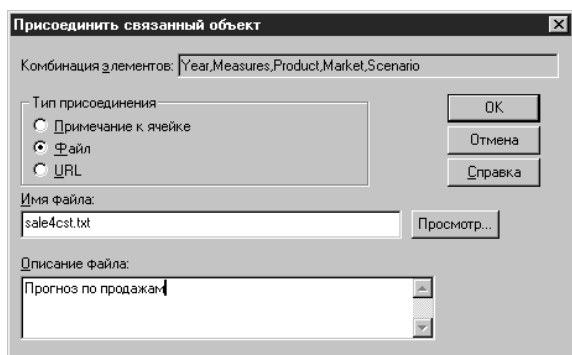 Присоединить связанный объект
Комбинация элементов: Year,Measures,Product,Market,Scenario
Тип присоединения
Примечание к ячейке
Файл
URL
OK
Отмена
Справка
Имя файла:
sale4cst.txt
Просмотр...
Описание файла:
Прогноз по продажам